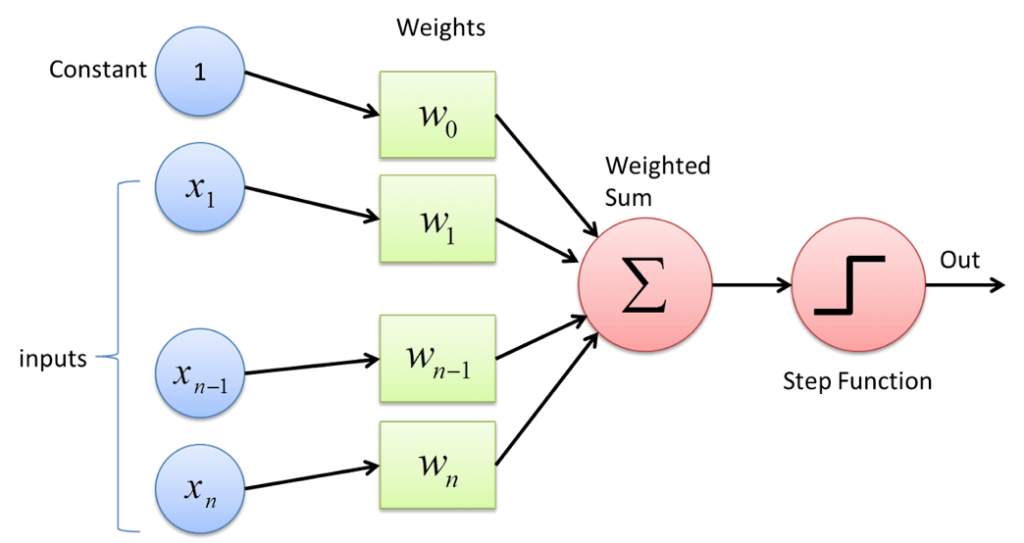 Weights
Constant
1
w₀
x₁
w₁
Weighted
Sum
Σ
Out
inputs
xₙ₋₁
wₙ₋₁
Step Function
xₙ
wₙ